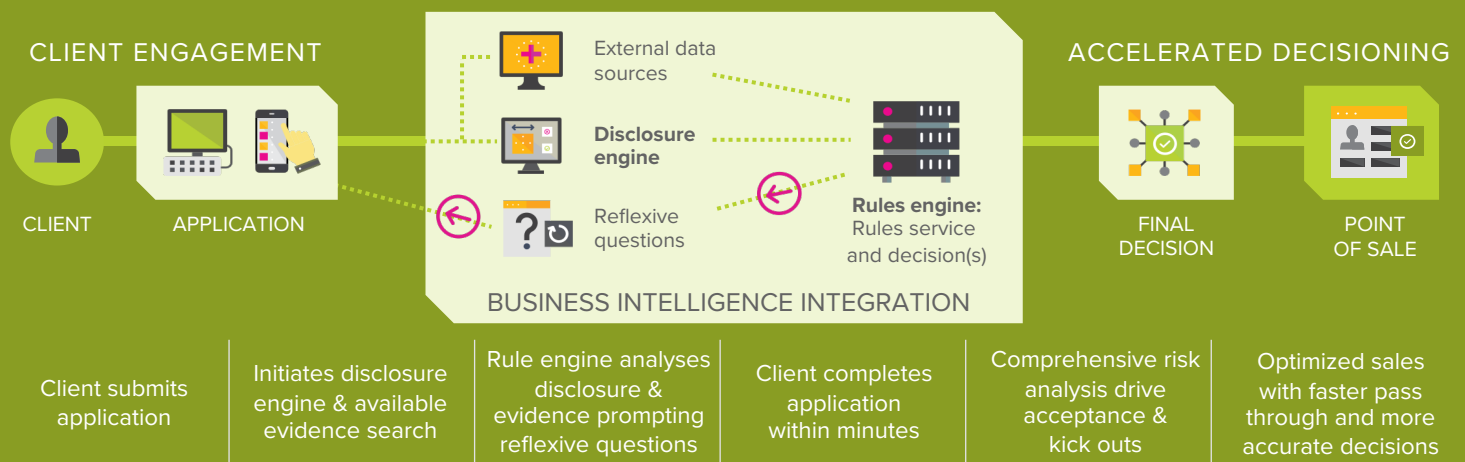 CLIENT ENGAGEMENT
CLIENT
APPLICATION
External data
sources
Disclosure
engine
Reflexive
questions
Rules engine:
Rules service
and decision(s)
BUSINESS INTELLIGENCE INTEGRATION
ACCELERATED DECISIONING
FINAL
DECISION
POINT
OF SALE
Client submits
application
Initiates disclosure
engine & available
evidence search
Rule engine analyses
disclosure &
evidence prompting
reflexive questions
Client completes
application
within minutes
Comprehensive risk
analysis drive
acceptance &
kick outs
Optimized sales
with faster pass
through and more
accurate decisions